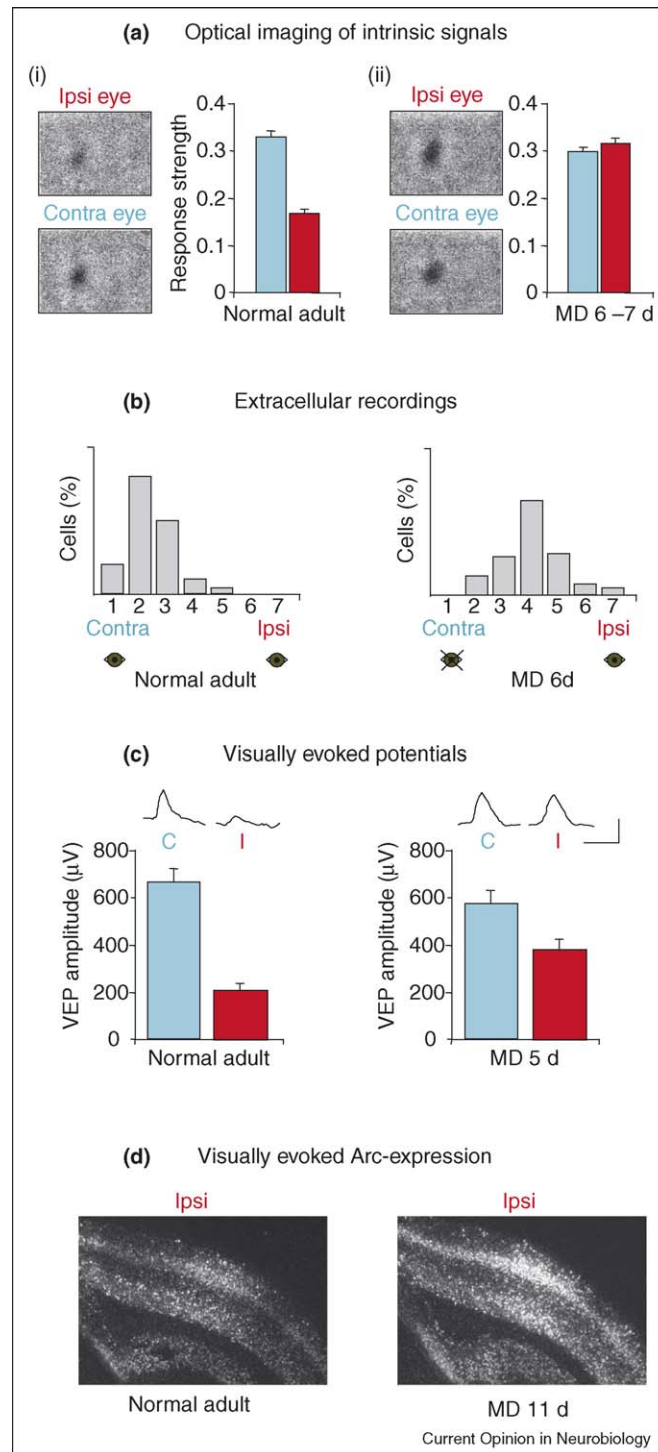 (a) Optical imaging of intrinsic signals
(i)
Ipsi eye
Contra eye
Response strength
0.4
0.3
0.2
0.1
0
Normal adult
(ii)
Ipsi eye
Contra eye
0.4
0.3
0.2
0.1
0
MD 6 –7 d
(b) Extracellular recordings
Cells (%)
1 2 3 4 5 6 7
Contra Ipsi
Normal adult
Cells (%)
1 2 3 4 5 6 7
Contra Ipsi
MD 6d
(c) Visually evoked potentials
C I
VEP amplitude (µV)
800
600
400
200
0
Normal adult
C I
VEP amplitude (µV)
800
600
400
200
0
MD 5 d
(d) Visually evoked Arc-expression
Ipsi
Normal adult
Ipsi
MD 11 d
Current Opinion in Neurobiology